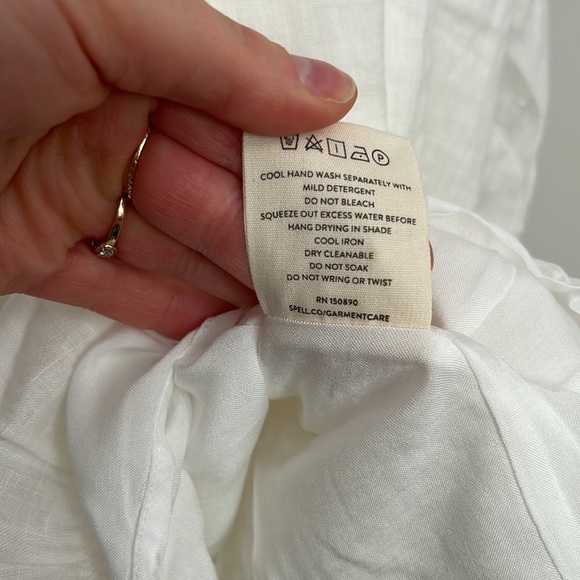 COOL HAND WASH SEPARATELY WITH
MILD DETERGENT
DO NOT BLEACH
SQUEEZE OUT EXCESS WATER BEFORE
HANG DRYING IN SHADE
COOL IRON
DRY CLEANABLE
DO NOT SOAK
DO NOT WRING OR TWIST
RN 150890
SPELL.CO/GARMENTCARE